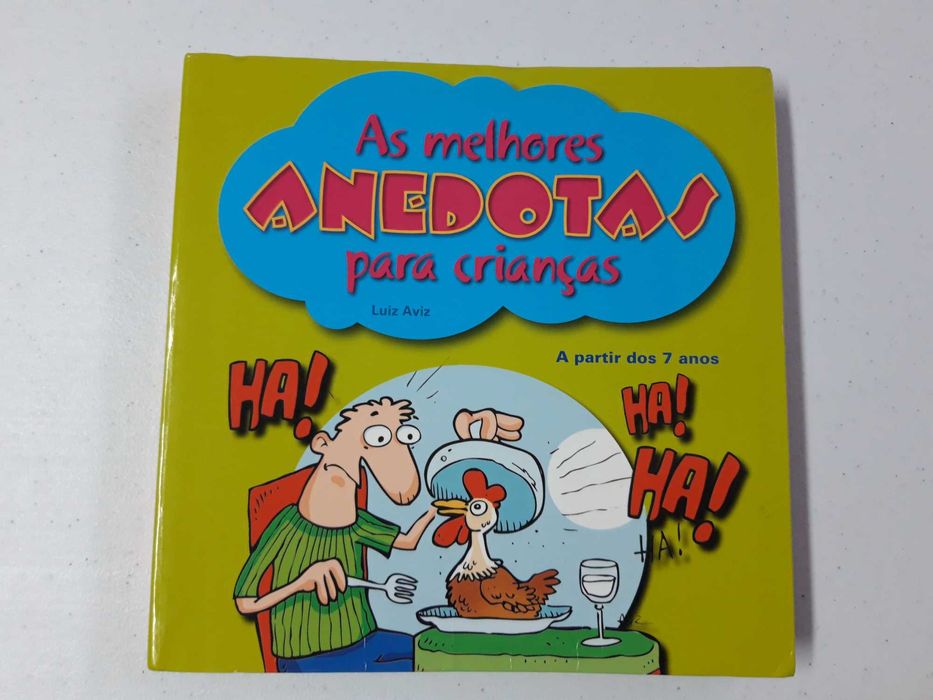 As melhores
ANEDOTAS
para crianças
Luiz Aviz
A partir dos 7 anos
HA!
HA!
HA!
HA!